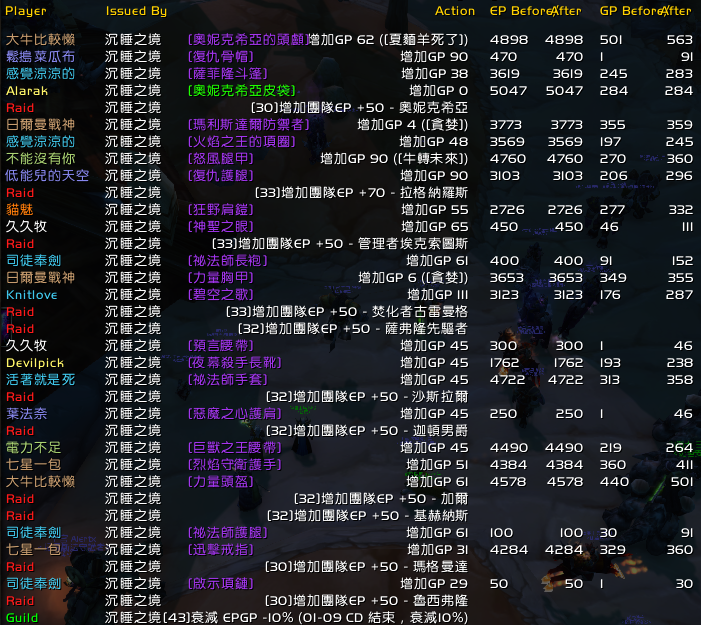 Player Issued By Action EP Before After GP Before After
大牛比較懶 沉睡之境 [奧妮克希亞的頭顱] 增加GP 62 ([夏麵羊死了]) 4898 4898 501 563
鬆搗菜瓜布 沉睡之境 [復仇骨帽] 增加GP 90 470 470 1 91
感覺涼涼的 沉睡之境 [薩菲隆斗篷] 增加GP 38 3619 3619 245 283
Alarak 沉睡之境 [奧妮克希亞皮袋] 增加GP 0 5047 5047 284 284
Raid 沉睡之境 (30)增加團隊EP +50 - 奧妮克希亞
日爾曼戰神 沉睡之境 [瑪利斯達爾防禦者] 增加GP 4 ([貪婪]) 3773 3773 355 359
感覺涼涼的 沉睡之境 [火焰之王的項圈] 增加GP 48 3569 3569 197 245
不能沒有你 沉睡之境 [怒風腿甲] 增加GP 90 ([牛轉未來]) 4760 4760 270 360
低能兒的天空 沉睡之境 [復仇護腿] 增加GP 90 3103 3103 206 296
Raid 沉睡之境 (33)增加團隊EP +70 - 拉格納羅斯
貓魅 沉睡之境 [狂野肩鎧] 增加GP 55 2726 2726 277 332
久久牧 沉睡之境 [神聖之眼] 增加GP 65 450 450 46 111
Raid 沉睡之境 (33)增加團隊EP +50 - 管理者埃克索圖斯
司徒奉劍 沉睡之境 [祕法師長袍] 增加GP 61 400 400 91 152
日爾曼戰神 沉睡之境 [力量胸甲] 增加GP 6 ([貪婪]) 3653 3653 349 355
Knitlove 沉睡之境 [碧空之歌] 增加GP 111 3123 3123 176 287
Raid 沉睡之境 (33)增加團隊EP +50 - 焚化者古雷曼格
Raid 沉睡之境 (32)增加團隊EP +50 - 薩弗隆先驅者
久久牧 沉睡之境 [預言腰帶] 增加GP 45 300 300 1 46
Devilpick 沉睡之境 [夜幕殺手長靴] 增加GP 45 1762 1762 193 238
活著就是死 沉睡之境 [祕法師手套] 增加GP 45 4722 4722 313 358
Raid 沉睡之境 (32)增加團隊EP +50 - 沙斯拉爾
葉法奈 沉睡之境 [惡魔之心護肩] 增加GP 45 250 250 1 46
Raid 沉睡之境 (32)增加團隊EP +50 - 迦頓男爵
電力不足 沉睡之境 [巨獸之王腰帶] 增加GP 45 4490 4490 219 264
七星一包 沉睡之境 [烈焰守衛護手] 增加GP 51 4384 4384 360 411
大牛比較懶 沉睡之境 [力量頭盔] 增加GP 61 4578 4578 440 501
Raid 沉睡之境 (32)增加團隊EP +50 - 加爾
Raid 沉睡之境 (32)增加團隊EP +50 - 基赫納斯
司徒奉劍 沉睡之境 [祕法師護腿] 增加GP 61 100 100 30 91
七星一包 沉睡之境 [迅擊戒指] 增加GP 31 4284 4284 329 360
Raid 沉睡之境 (30)增加團隊EP +50 - 瑪格曼達
司徒奉劍 沉睡之境 [啟示項鏈] 增加GP 29 50 50 1 30
Raid 沉睡之境 (30)增加團隊EP +50 - 魯西弗隆
Guild 沉睡之境 (43)衰減 EPGP -10% (01-09 CD 結束，衰減10%)